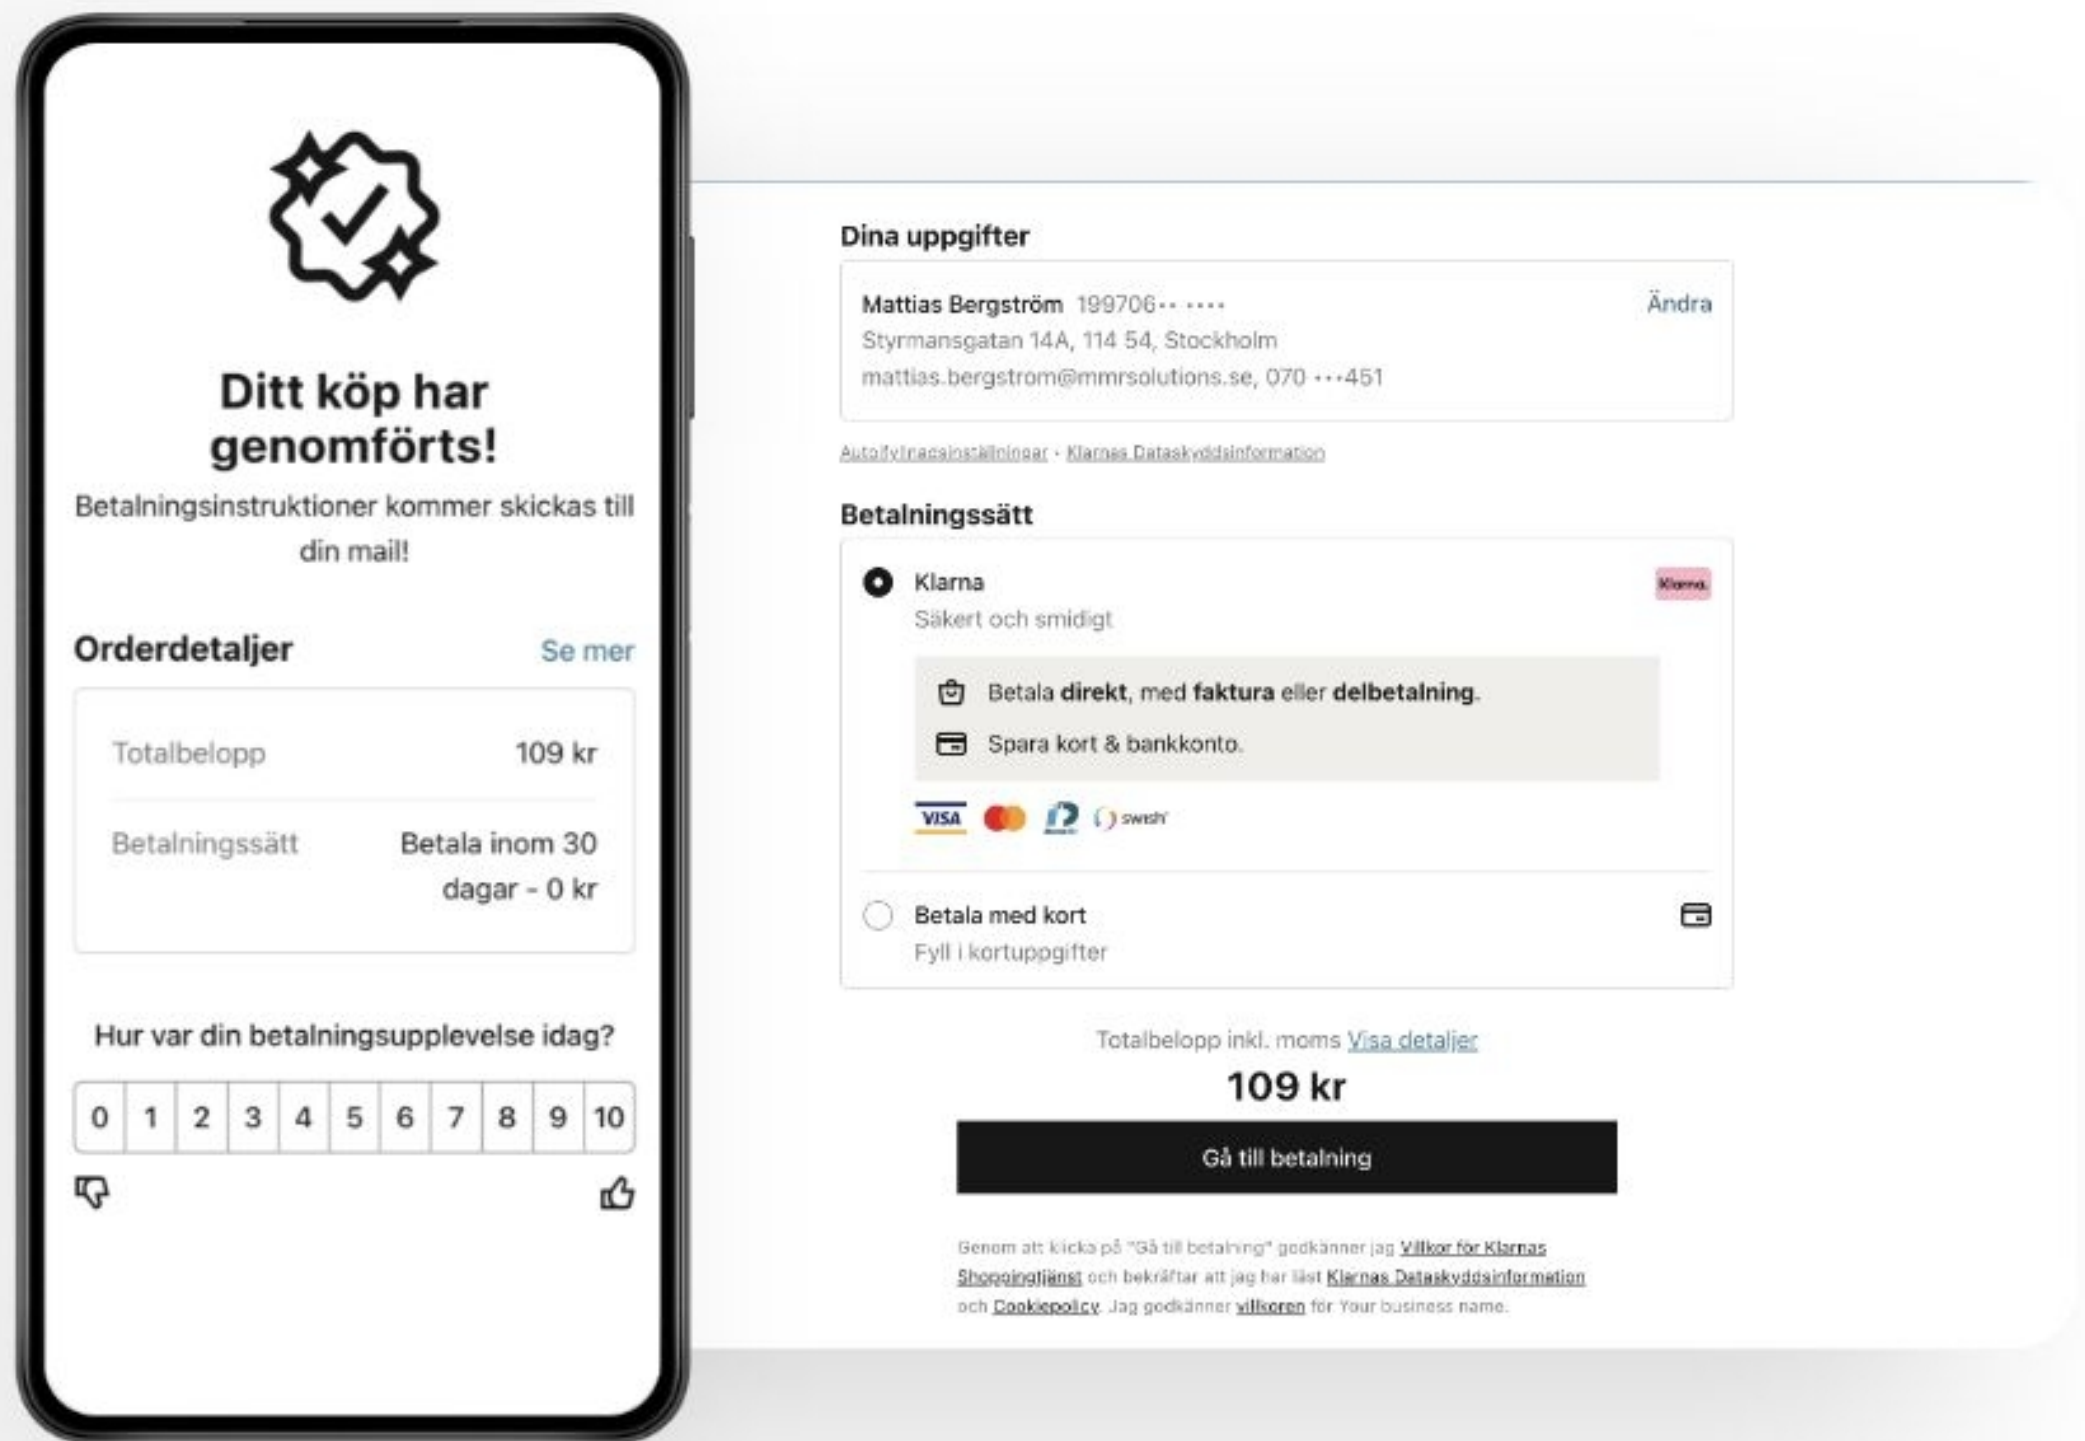 Ditt köp har
genomförts!
Betalningsinstruktioner kommer skickas till
din mail!
Orderdetaljer
Se mer
Totalbelopp
109 kr
Betalningssätt
Betala inom 30
dagar - 0 kr
Hur var din betalningsupplevelse idag?
0 1 2 3 4 5 6 7 8 9 10
Dina uppgifter
Mattias Bergström 199706•• ••••
Ändra
Styrmansgatan 14A, 114 54, Stockholm
mattias.bergstrom@mmrsolutions.se, 070 •••451
• Klarnas Dataskyddsinformation
Betalningssätt
Klarna
Klarna.
Säkert och smidigt
Betala direkt, med faktura eller delbetalning.
Spara kort & bankkonto.
VISA
swish
Betala med kort
Fyll i kortuppgifter
Totalbelopp inkl. moms Visa detaljer
109 kr
Gå till betalning
Genom att klicka på "Gå till betalning" godkänner jag Villkor för Klarnas
Shoppingtjänst och bekräftar att jag har läst Klarnas Dataskyddsinformation
och Cookiepolicy. Jag godkänner villkoren för Your business name.